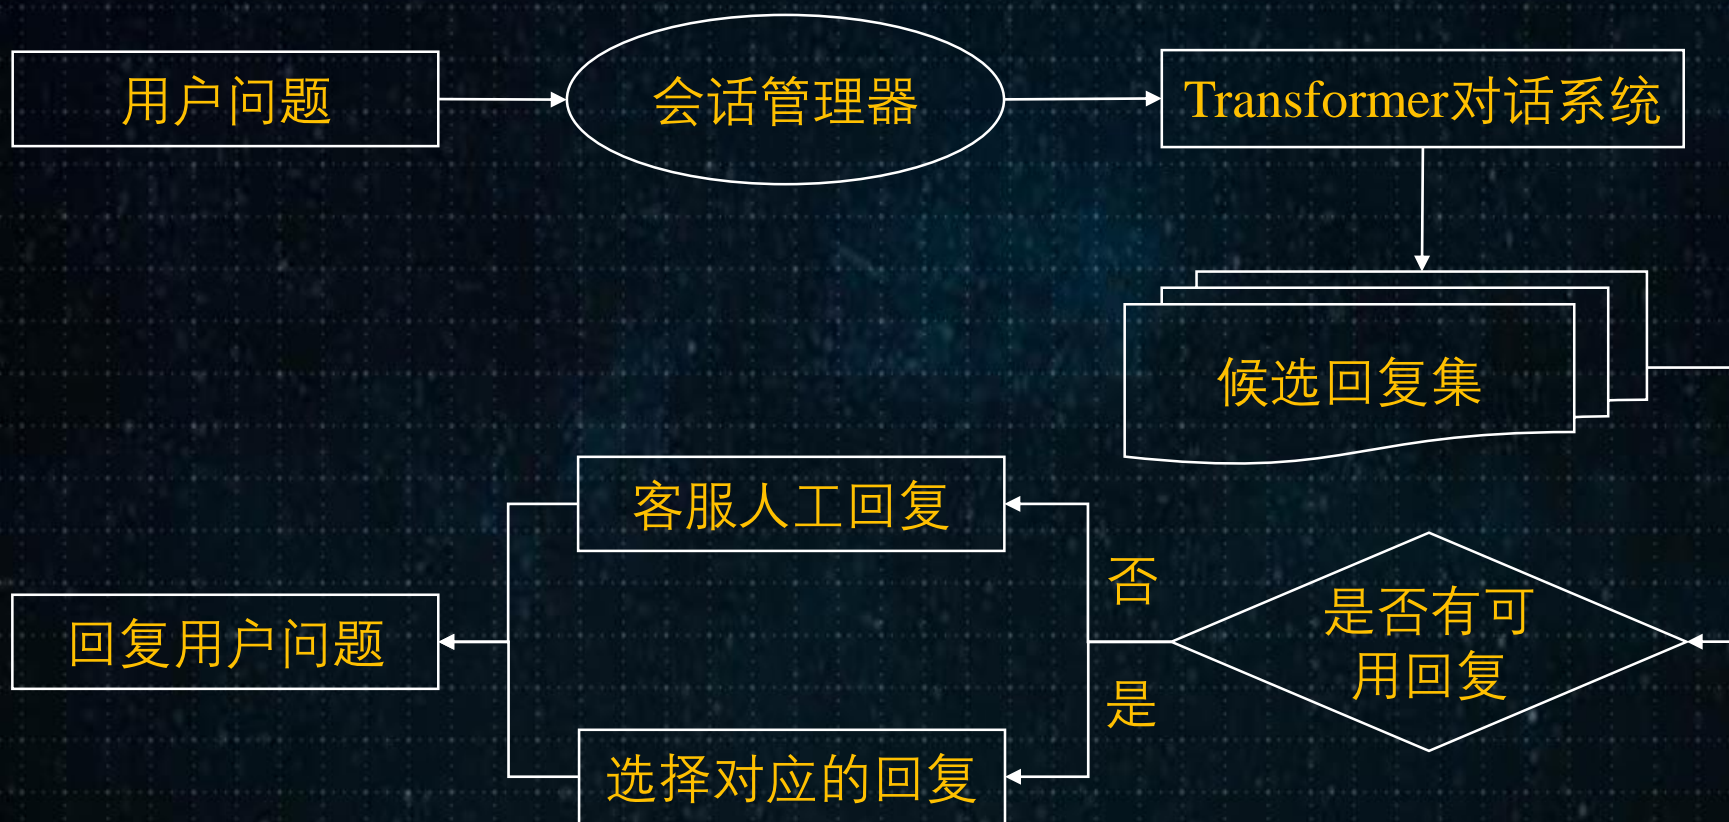 用户问题
会话管理器
Transformer对话系统
候选回复集
客服人工回复
否
是否有可
用回复
回复用户问题
是
选择对应的回复